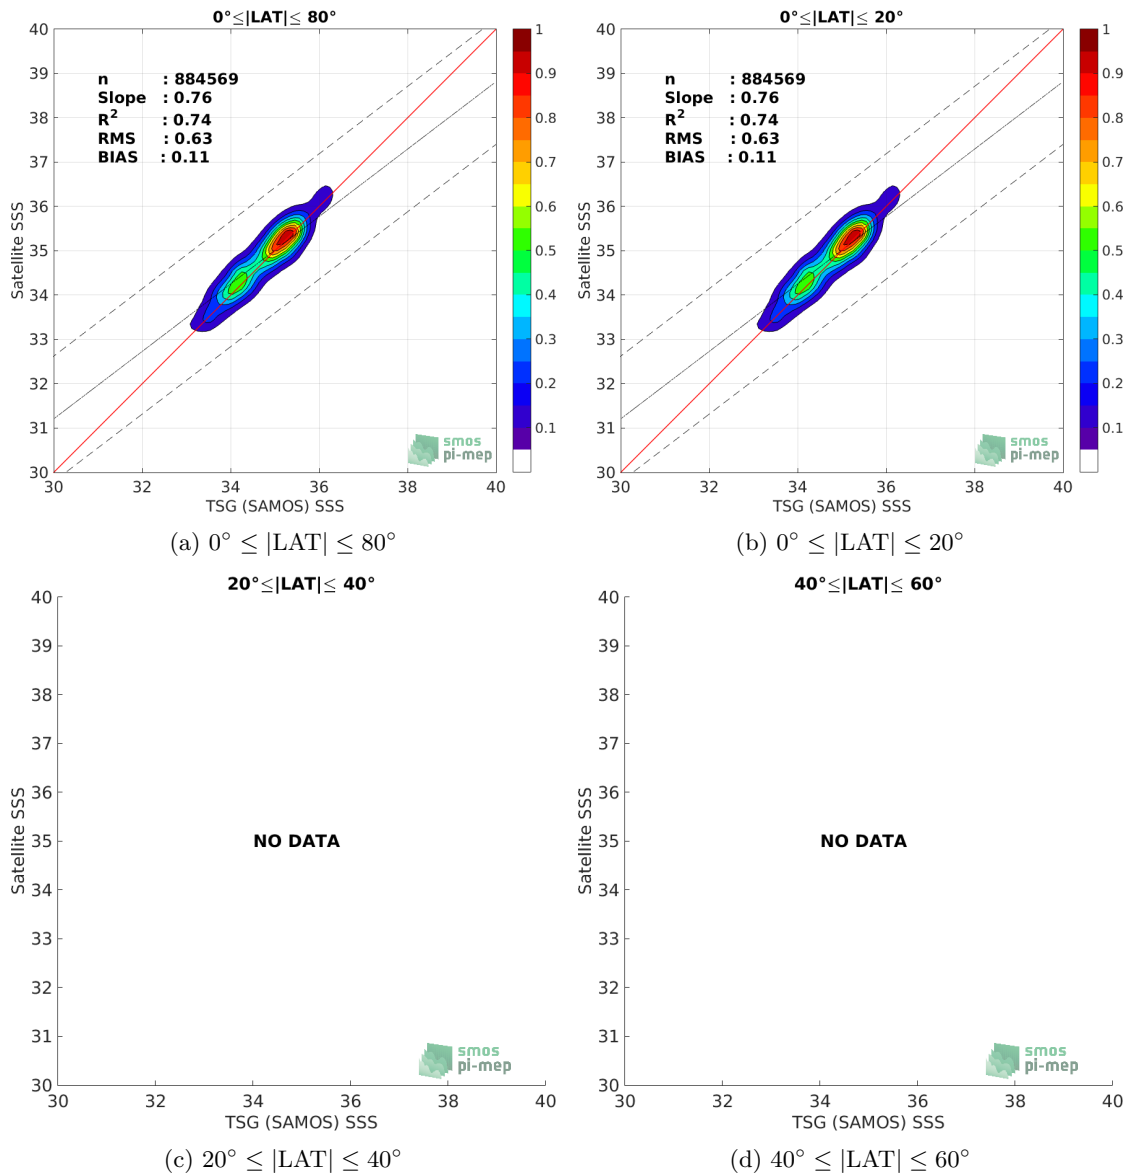 0°≤|LAT|≤ 80°
40
39
38
37
36
35
34
33
32
31
30
Satellite SSS
n : 884569
Slope : 0.76
R² : 0.74
RMS : 0.63
BIAS : 0.11
1
0.9
0.8
0.7
0.6
0.5
0.4
0.3
0.2
0.1
smos
pi-mep
30 32 34 36 38 40
TSG (SAMOS) SSS
(a) 0° ≤ |LAT| ≤ 80°
0°≤|LAT|≤ 20°
40
39
38
37
36
35
34
33
32
31
30
Satellite SSS
n : 884569
Slope : 0.76
R² : 0.74
RMS : 0.63
BIAS : 0.11
1
0.9
0.8
0.7
0.6
0.5
0.4
0.3
0.2
0.1
smos
pi-mep
30 32 34 36 38 40
TSG (SAMOS) SSS
(b) 0° ≤ |LAT| ≤ 20°
20°≤|LAT|≤ 40°
40
39
38
37
36
35
34
33
32
31
30
Satellite SSS
NO DATA
smos
pi-mep
30 32 34 36 38 40
TSG (SAMOS) SSS
(c) 20° ≤ |LAT| ≤ 40°
40°≤|LAT|≤ 60°
40
39
38
37
36
35
34
33
32
31
30
Satellite SSS
NO DATA
smos
pi-mep
30 32 34 36 38 40
TSG (SAMOS) SSS
(d) 40° ≤ |LAT| ≤ 60°